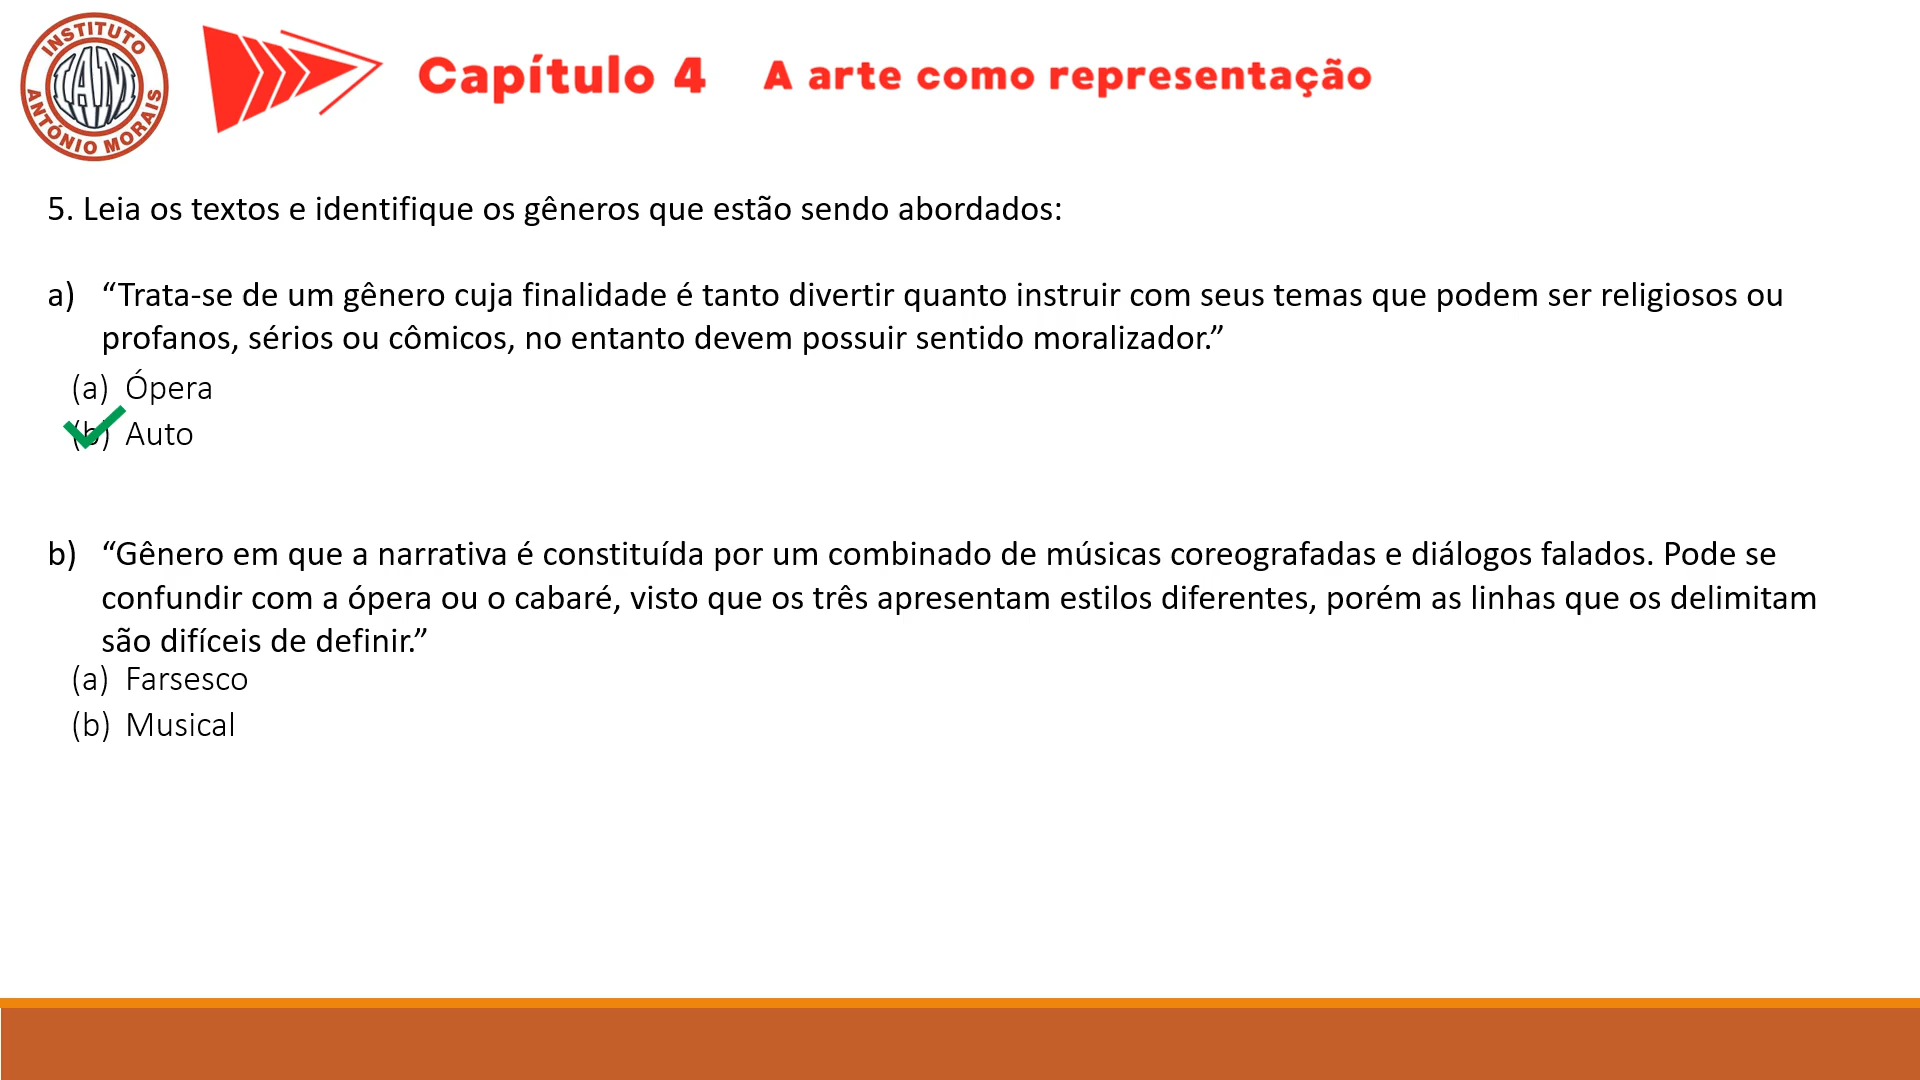 INSTITUTO
IAM
ANTÓNIO MORAIS
Capítulo 4 A arte como representação
5. Leia os textos e identifique os gêneros que estão sendo abordados:
a) “Trata-se de um gênero cuja finalidade é tanto divertir quanto instruir com seus temas que podem ser religiosos ou
profanos, sérios ou cômicos, no entanto devem possuir sentido moralizador.”
(a) Ópera
(b) Auto
b) “Gênero em que a narrativa é constituída por um combinado de músicas coreografadas e diálogos falados. Pode se
confundir com a ópera ou o cabaré, visto que os três apresentam estilos diferentes, porém as linhas que os delimitam
são difíceis de definir.”
(a) Farsesco
(b) Musical